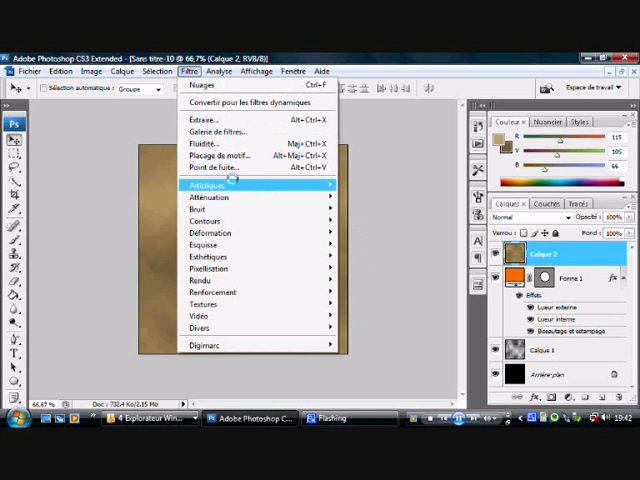 Adobe Photoshop CS3 Extended - [Sans titre-10 @ 66,7% (Calque 2, RVB/8)]
Fichier Edition Image Calque Sélection Filtre Analyse Affichage Fenêtre Aide
Sélection automatique : Groupe
Espace de travail
Nuages Ctrl+F
Convertir pour les filtres dynamiques
Extraire... Alt+Ctrl+X
Galerie de filtres...
Fluidité... Maj+Ctrl+X
Placage de motif... Alt+Maj+Ctrl+X
Point de fuite... Alt+Ctrl+V
Artistiques
Atténuation
Bruit
Contours
Déformation
Esquisse
Esthétiques
Pixellisation
Rendu
Renforcement
Textures
Vidéo
Divers
Digimarc
Ps
Couleur Nuancier Styles
R 115
V 105
B 66
Calques Couches Tracés
Normal Opacité : 100%
Verrou : Fond : 100%
Calque 2
Forme 1 fx
Effets
Lueur externe
Lueur interne
Biseautage et estampage
Calque 1
Arrière-plan
66,67 % Doc : 732,4 Ko/2,15 Mo
4 Explorateur Win... Adobe Photoshop C... Flashing 19:42